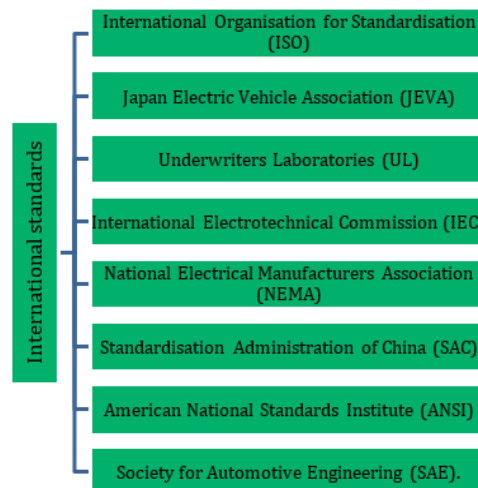 International standards
International Organisation for Standardisation
(ISO)
Japan Electric Vehicle Association (JEVA)
Underwriters Laboratories (UL)
International Electrotechnical Commission (IEC
National Electrical Manufacturers Association
(NEMA)
Standardisation Administration of China (SAC)
American National Standards Institute (ANSI)
Society for Automotive Engineering (SAE).